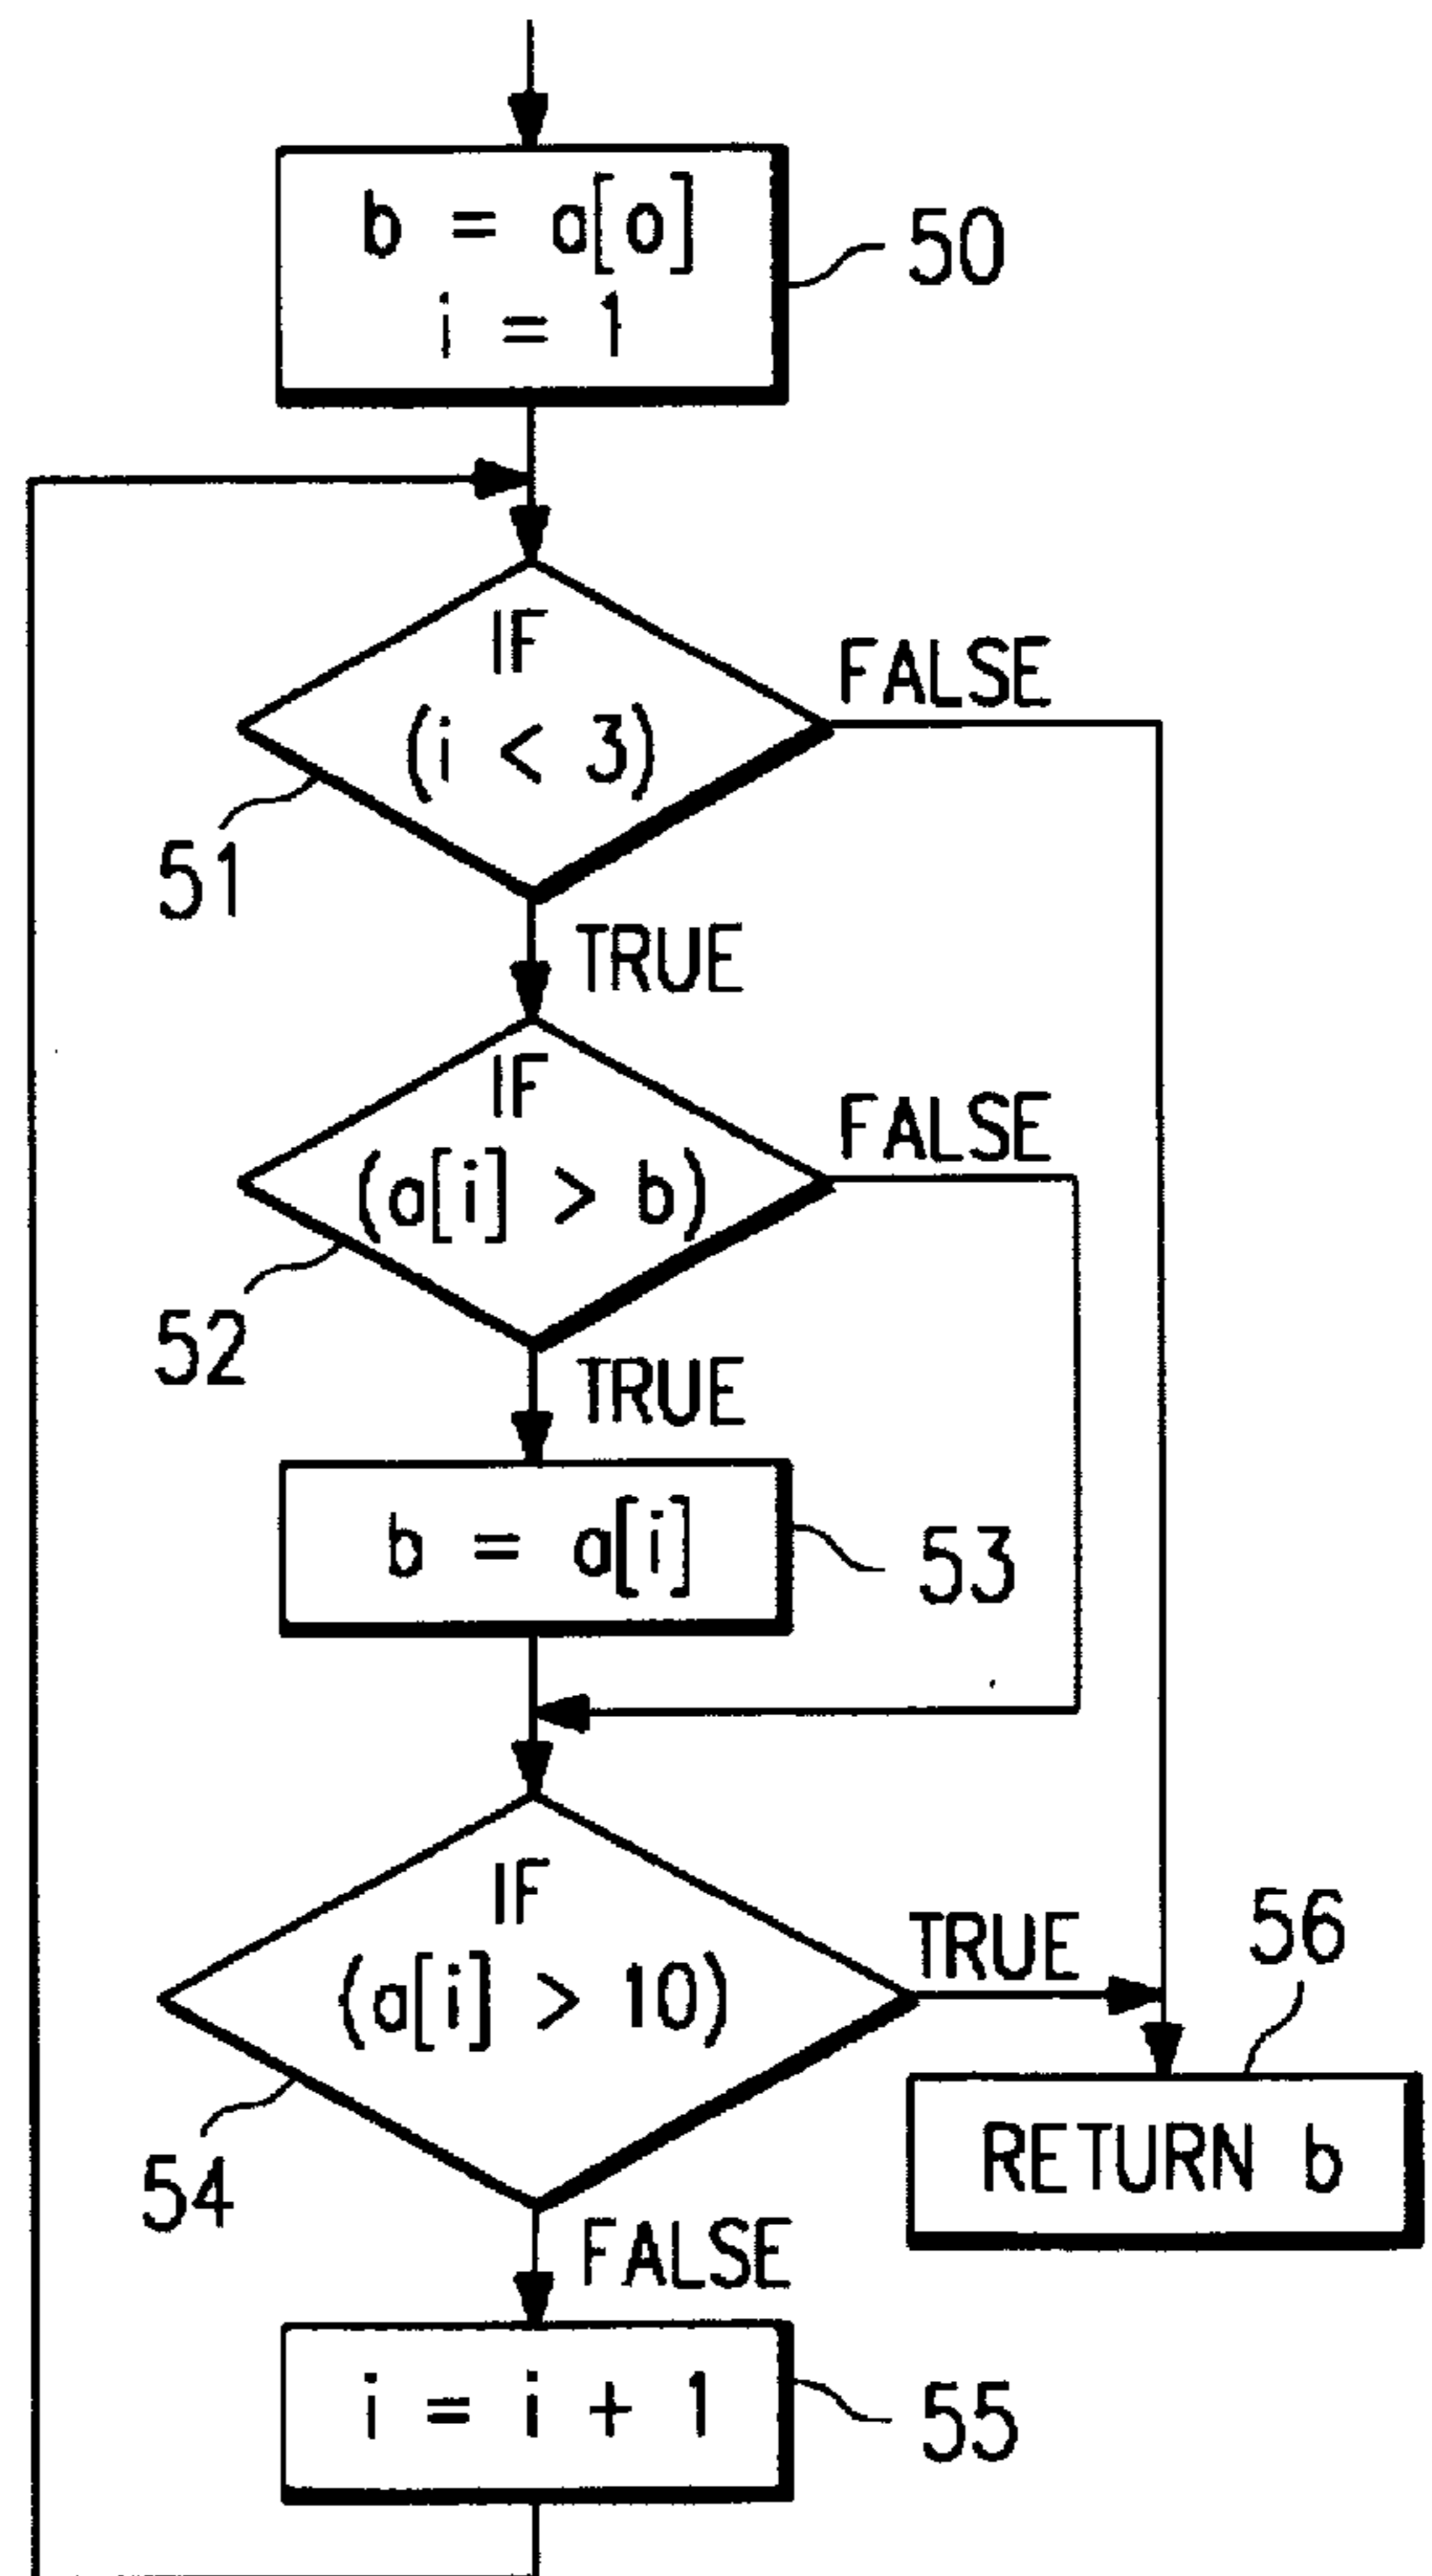 b = a[o]
i = 1
50
IF
(i < 3)
FALSE
51
TRUE
IF
(a[i] > b)
FALSE
52
TRUE
b = a[i]
53
IF
(a[i] > 10)
TRUE
56
54
RETURN b
FALSE
i = i + 1
55